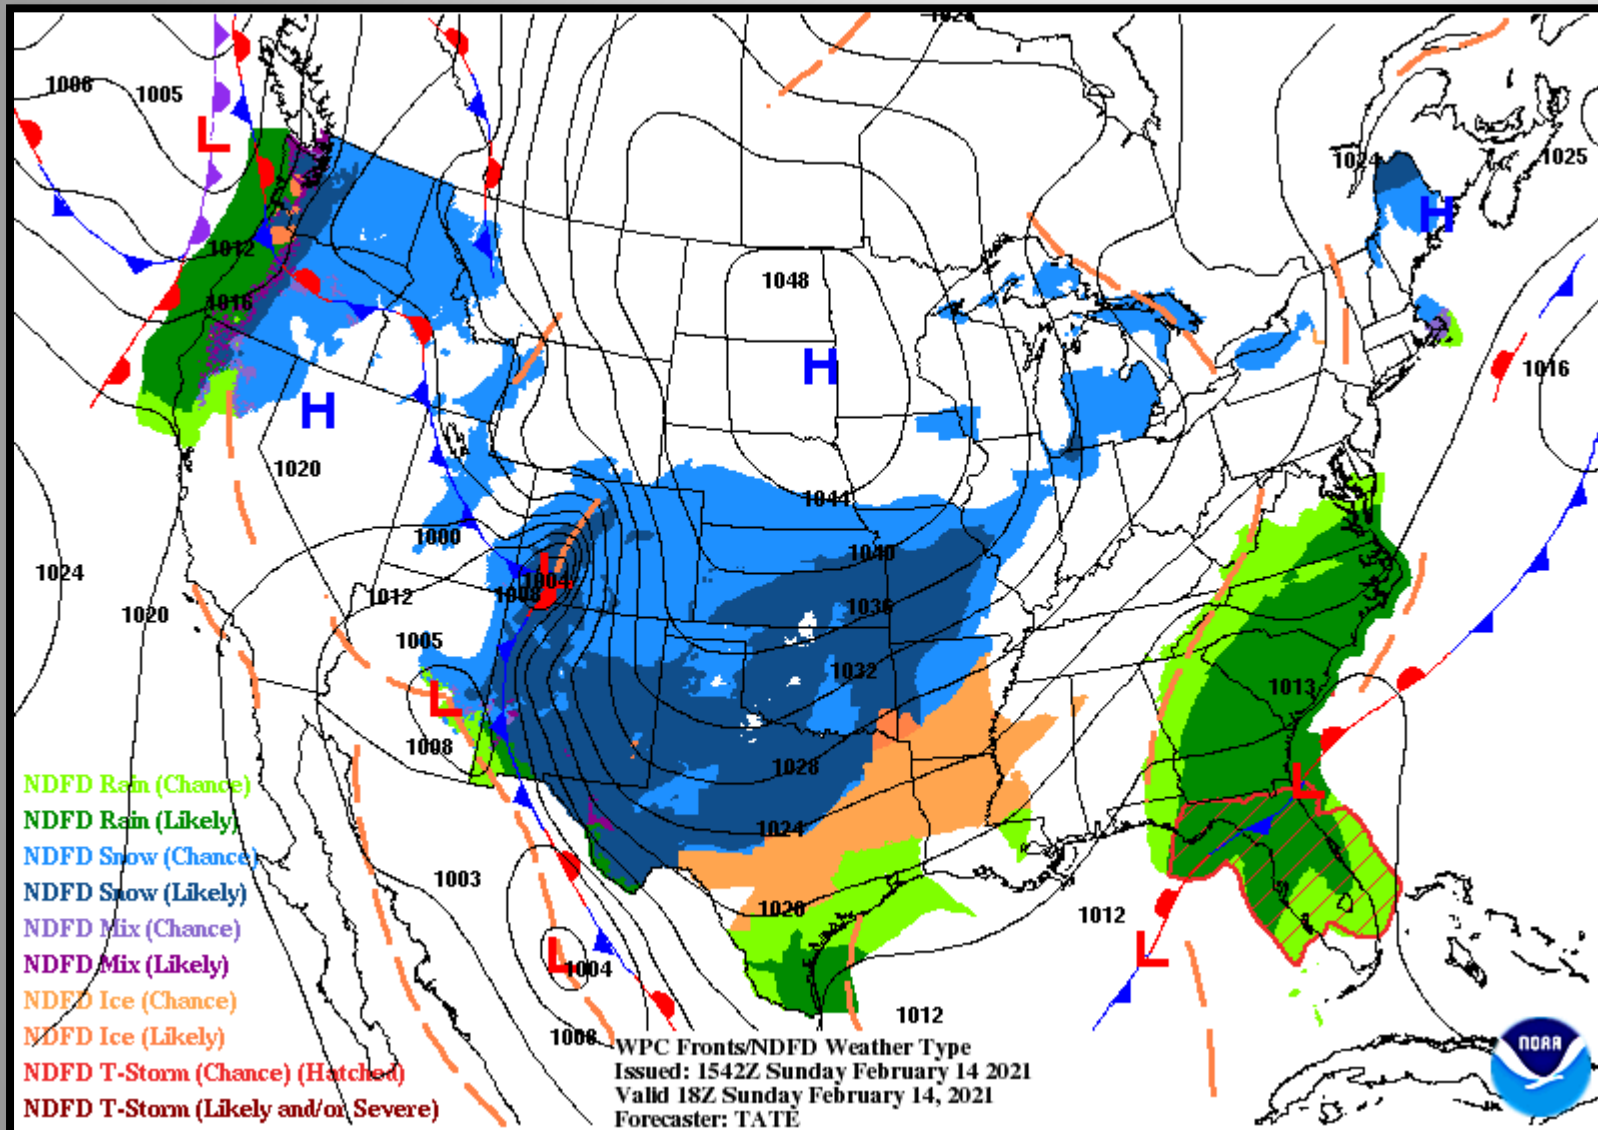 1028
1008
1005
L
1024
1025
H
1012
1048
1016
H
1016
H
1020
1044
1000
1040
1024
L
1004
1008
1036
1012
1020
1005
1032
L
1013
1008
1028
L
NDFD Rain (Chance)
NDFD Rain (Likely)
1024
NDFD Snow (Chance)
1003
NDFD Snow (Likely)
1020
1012
NDFD Mix (Chance)
L
L
NDFD Mix (Likely)
1004
NDFD Ice (Chance)
1012
NDFD Ice (Likely)
1008
WPC Fronts/NDFD Weather Type
NDFD T-Storm (Chance) (Hatched)
Issued: 1542Z Sunday February 14 2021
Valid 18Z Sunday February 14, 2021
NDFD T-Storm (Likely and/or Severe)
Forecaster: TATE
NOAA